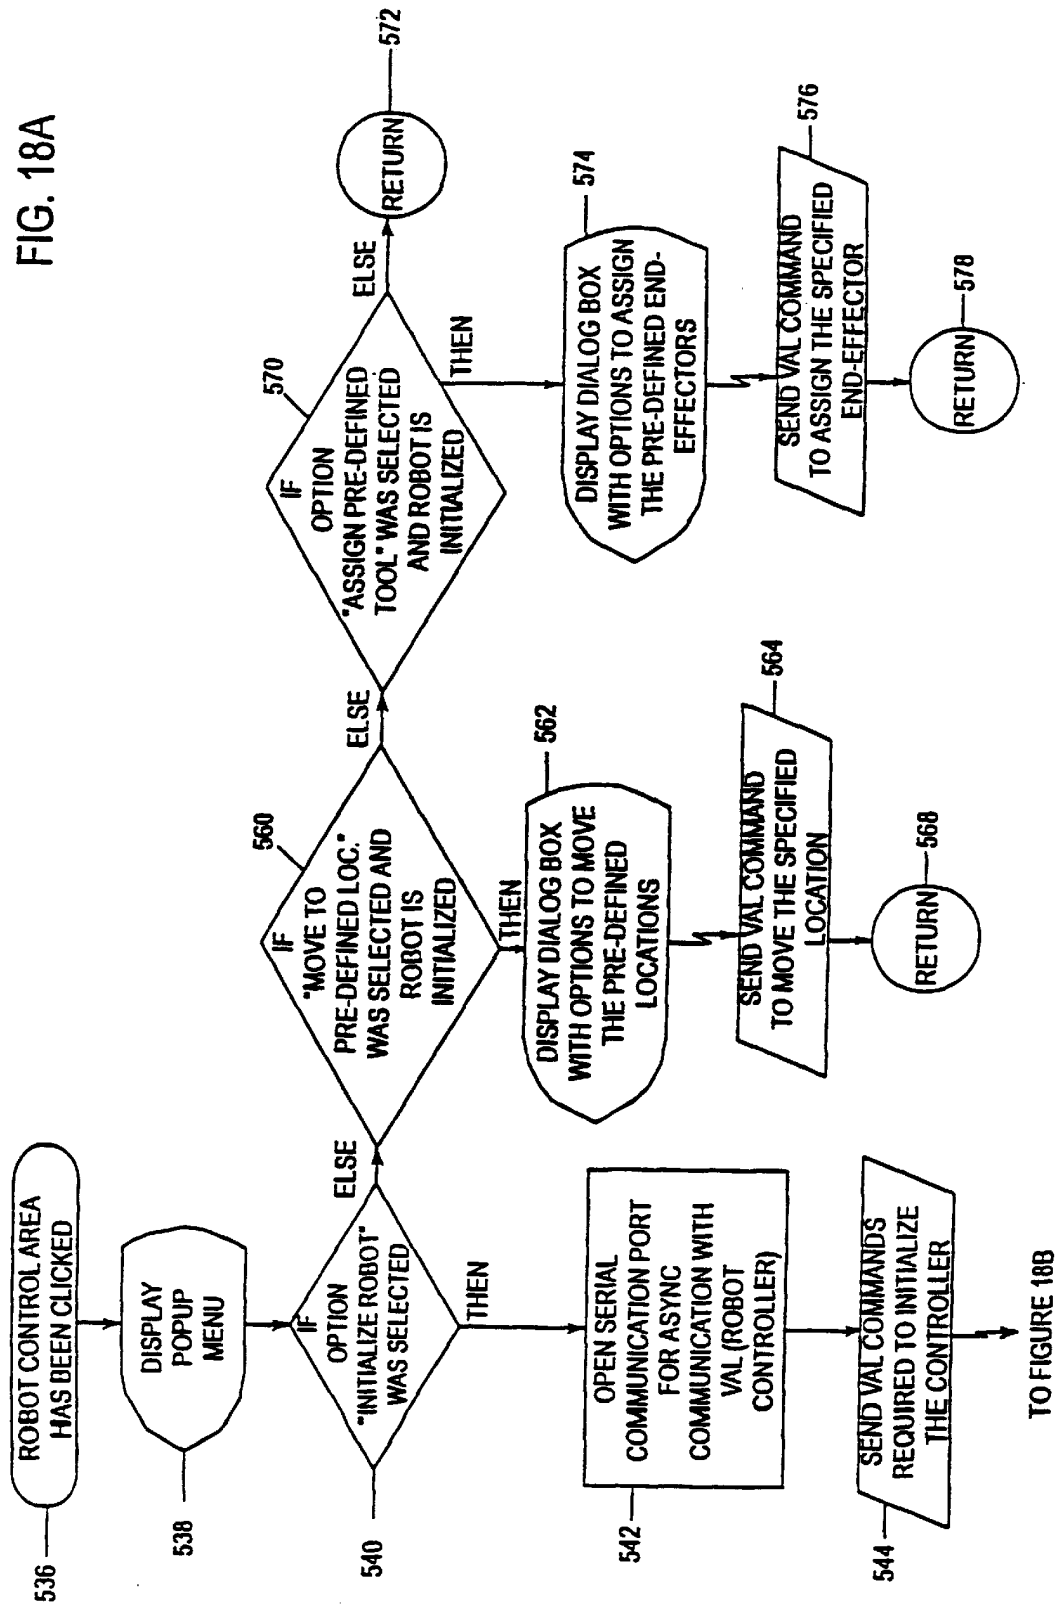 FIG. 18A
536
ROBOT CONTROL AREA
HAS BEEN CLICKED
538
DISPLAY
POPUP
MENU
540
IF
OPTION
"INITIALIZE ROBOT"
WAS SELECTED
THEN
ELSE
542
OPEN SERIAL
COMMUNICATION PORT
FOR ASYNC
COMMUNICATION WITH
VAL (ROBOT
CONTROLLER)
544
SEND VAL COMMANDS
REQUIRED TO INITIALIZE
THE CONTROLLER
TO FIGURE 18B
560
IF
"MOVE TO
PRE-DEFINED LOC."
WAS SELECTED AND
ROBOT IS
INITIALIZED
THEN
ELSE
562
DISPLAY DIALOG BOX
WITH OPTIONS TO MOVE
THE PRE-DEFINED
LOCATIONS
564
SEND VAL COMMAND
TO MOVE THE SPECIFIED
LOCATION
568
RETURN
570
IF
OPTION
"ASSIGN PRE-DEFINED
TOOL" WAS SELECTED
AND ROBOT IS
INITIALIZED
THEN
ELSE
572
RETURN
574
DISPLAY DIALOG BOX
WITH OPTIONS TO ASSIGN
THE PRE-DEFINED END-
EFFECTORS
576
SEND VAL COMMAND
TO ASSIGN THE SPECIFIED
END-EFFECTOR
578
RETURN